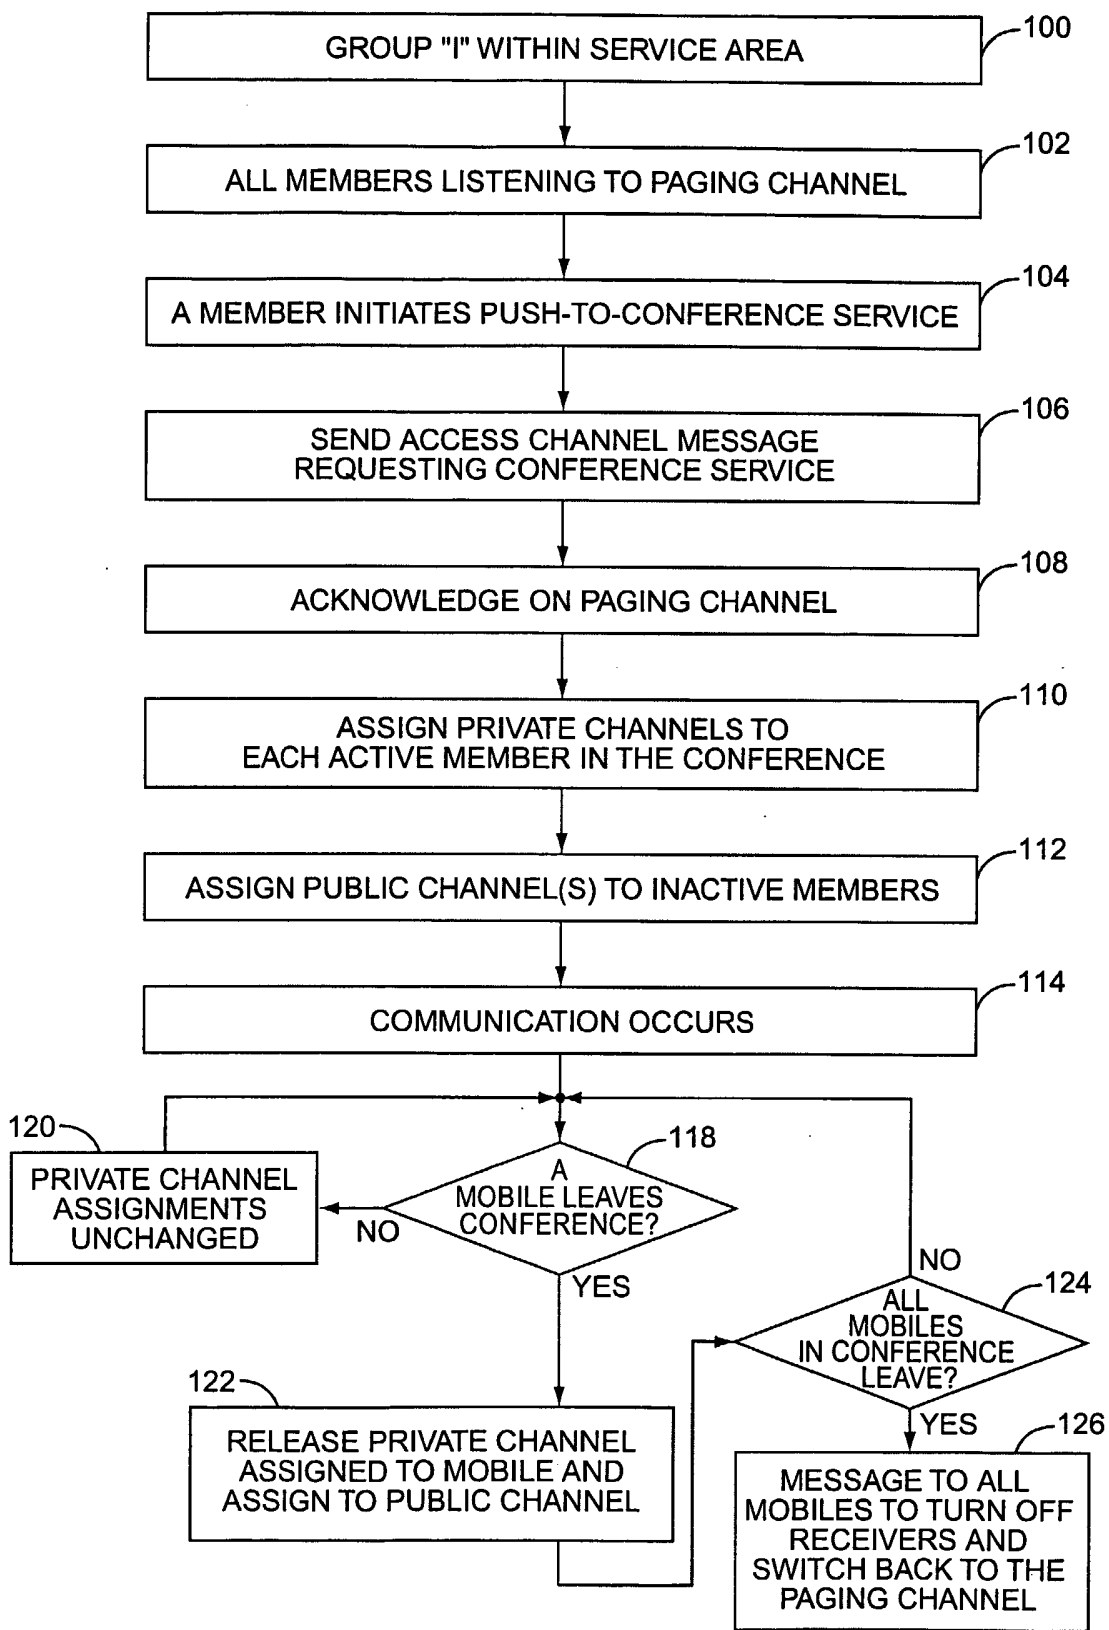 GROUP "I" WITHIN SERVICE AREA
100
ALL MEMBERS LISTENING TO PAGING CHANNEL
102
A MEMBER INITIATES PUSH-TO-CONFERENCE SERVICE
104
SEND ACCESS CHANNEL MESSAGE
REQUESTING CONFERENCE SERVICE
106
ACKNOWLEDGE ON PAGING CHANNEL
108
ASSIGN PRIVATE CHANNELS TO
EACH ACTIVE MEMBER IN THE CONFERENCE
110
ASSIGN PUBLIC CHANNEL(S) TO INACTIVE MEMBERS
112
COMMUNICATION OCCURS
114
120
PRIVATE CHANNEL
ASSIGNMENTS
UNCHANGED
118
A
MOBILE LEAVES
CONFERENCE?
NO
YES
122
RELEASE PRIVATE CHANNEL
ASSIGNED TO MOBILE AND
ASSIGN TO PUBLIC CHANNEL
NO
124
ALL
MOBILES
IN CONFERENCE
LEAVE?
YES
126
MESSAGE TO ALL
MOBILES TO TURN OFF
RECEIVERS AND
SWITCH BACK TO THE
PAGING CHANNEL